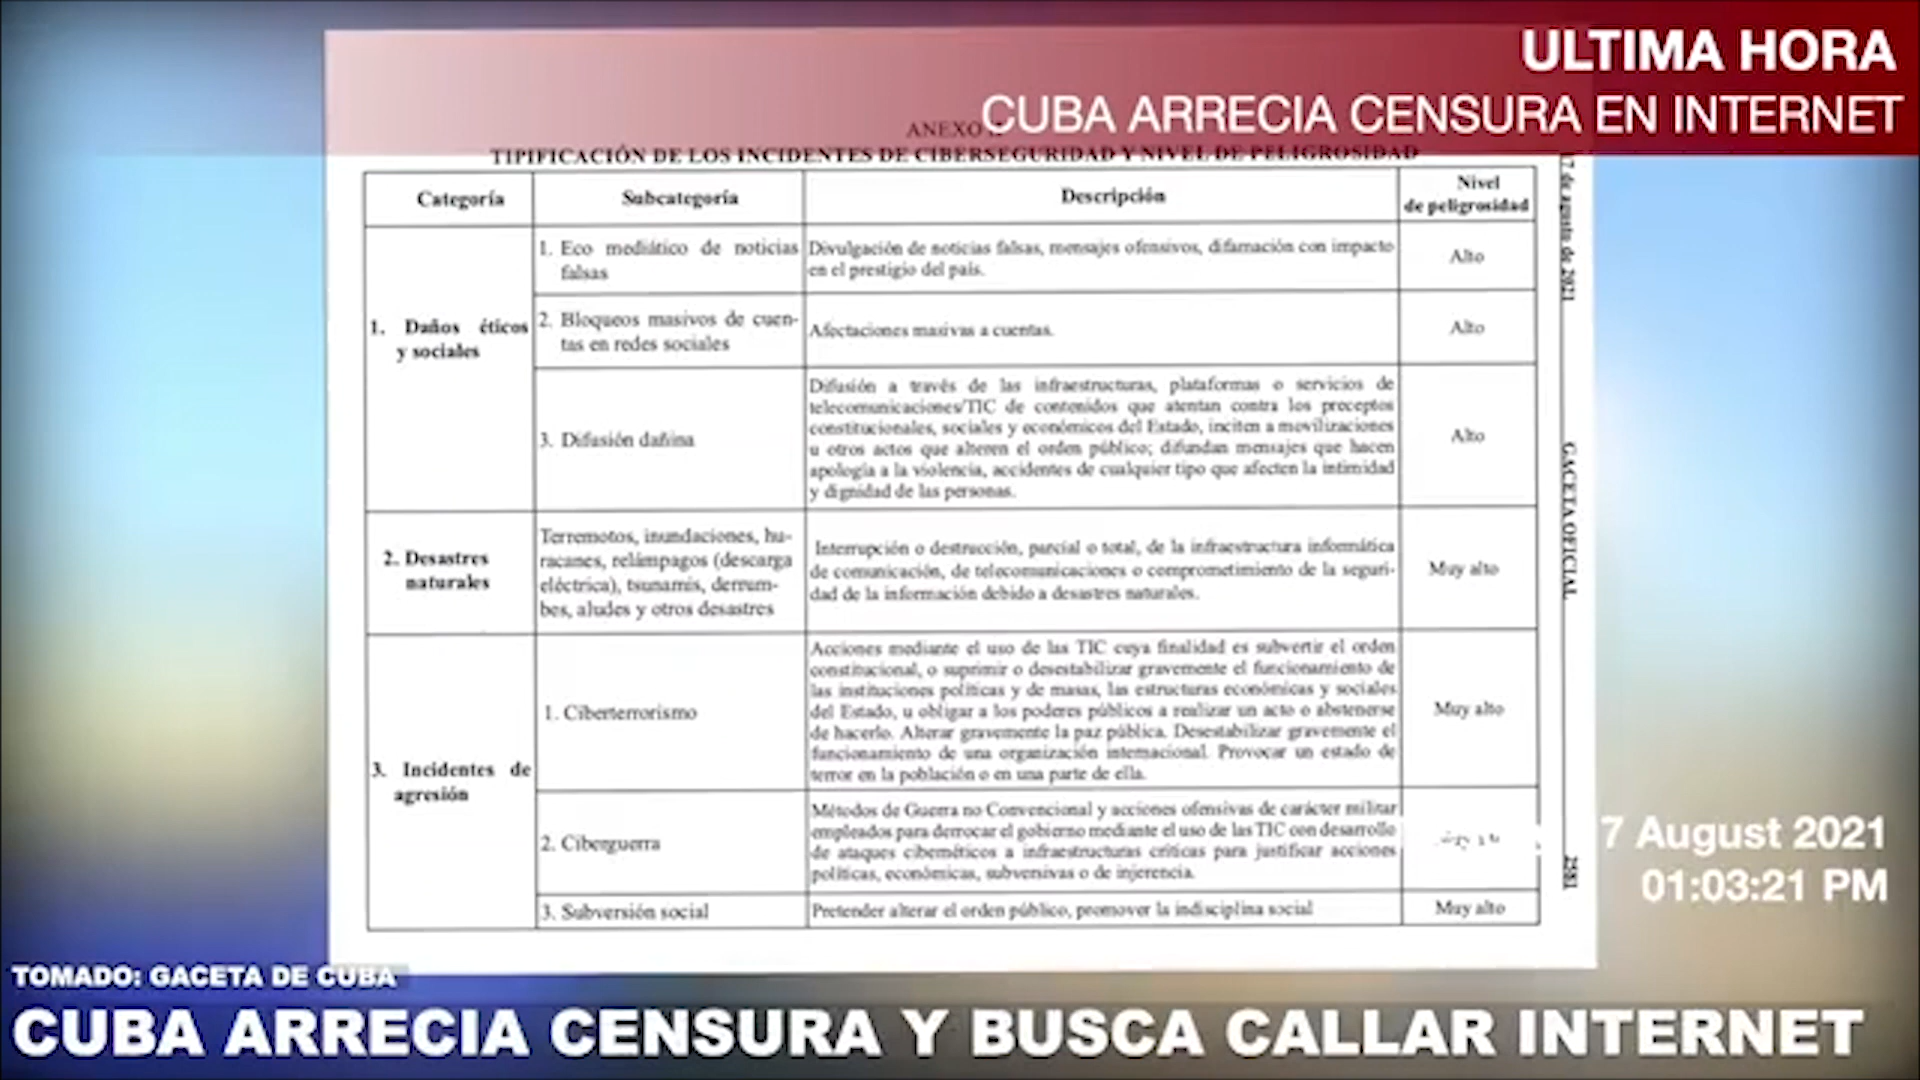 ULTIMA HORA
CUBA ARRECIA CENSURA EN INTERNET
ANEXO
TIPIFICACIÓN DE LOS INCIDENTES DE CIBERSEGURIDAD Y NIVEL DE PELIGROSIDAD
Categoría
Subcategoría
Descripción
Nivel
de peligrosidad
1. Daños éticos
y sociales
1. Eco mediático de noticias
falsas
Divulgación de noticias falsas, mensajes ofensivos, difamación con impacto
en el prestigio del país.
Alto
2. Bloqueos masivos de cuen-
tas en redes sociales
Afectaciones masivas a cuentas.
Alto
3. Difusión dañina
Difusión a través de las infraestructuras, plataformas o servicios de
telecomunicaciones/TIC de contenidos que atentan contra los preceptos
constitucionales, sociales y económicos del Estado, inciten a movilizaciones
u otros actos que alteren el orden público; difundan mensajes que hacen
apología a la violencia, accidentes de cualquier tipo que afecten la intimidad
y dignidad de las personas.
Alto
2. Desastres
naturales
Terremotos, inundaciones, hu-
racanes, relámpagos (descarga
eléctrica), tsunamis, derrum-
bes, aludes y otros desastres
Interrupción o destrucción, parcial o total, de la infraestructura informática
de comunicación, de telecomunicaciones o comprometimiento de la seguri-
dad de la información debido a desastres naturales.
Muy alto
3. Incidentes de
agresión
1. Ciberterrorismo
Acciones mediante el uso de las TIC cuya finalidad es subvertir el orden
constitucional, o suprimir o desestabilizar gravemente el funcionamiento de
las instituciones políticas y de masas, las estructuras económicas y sociales
del Estado, u obligar a los poderes públicos a realizar un acto o abstenerse
de hacerlo. Alterar gravemente la paz pública. Desestabilizar gravemente el
funcionamiento de una organización internacional. Provocar un estado de
terror en la población o en una parte de ella.
Muy alto
2. Ciberguerra
Métodos de Guerra no Convencional y acciones ofensivas de carácter militar
empleados para derrocar el gobierno mediante el uso de las TIC con desarrollo
de ataques cibernéticos a infraestructuras críticas para justificar acciones
políticas, económicas, subversivas o de injerencia.
3. Subversión social
Pretender alterar el orden público, promover la indisciplina social
Muy alto
17 de agosto de 2021
GACETA OFICIAL
2581
7 August 2021
01:03:21 PM
TOMADO: GACETA DE CUBA
CUBA ARRECIA CENSURA Y BUSCA CALLAR INTERNET